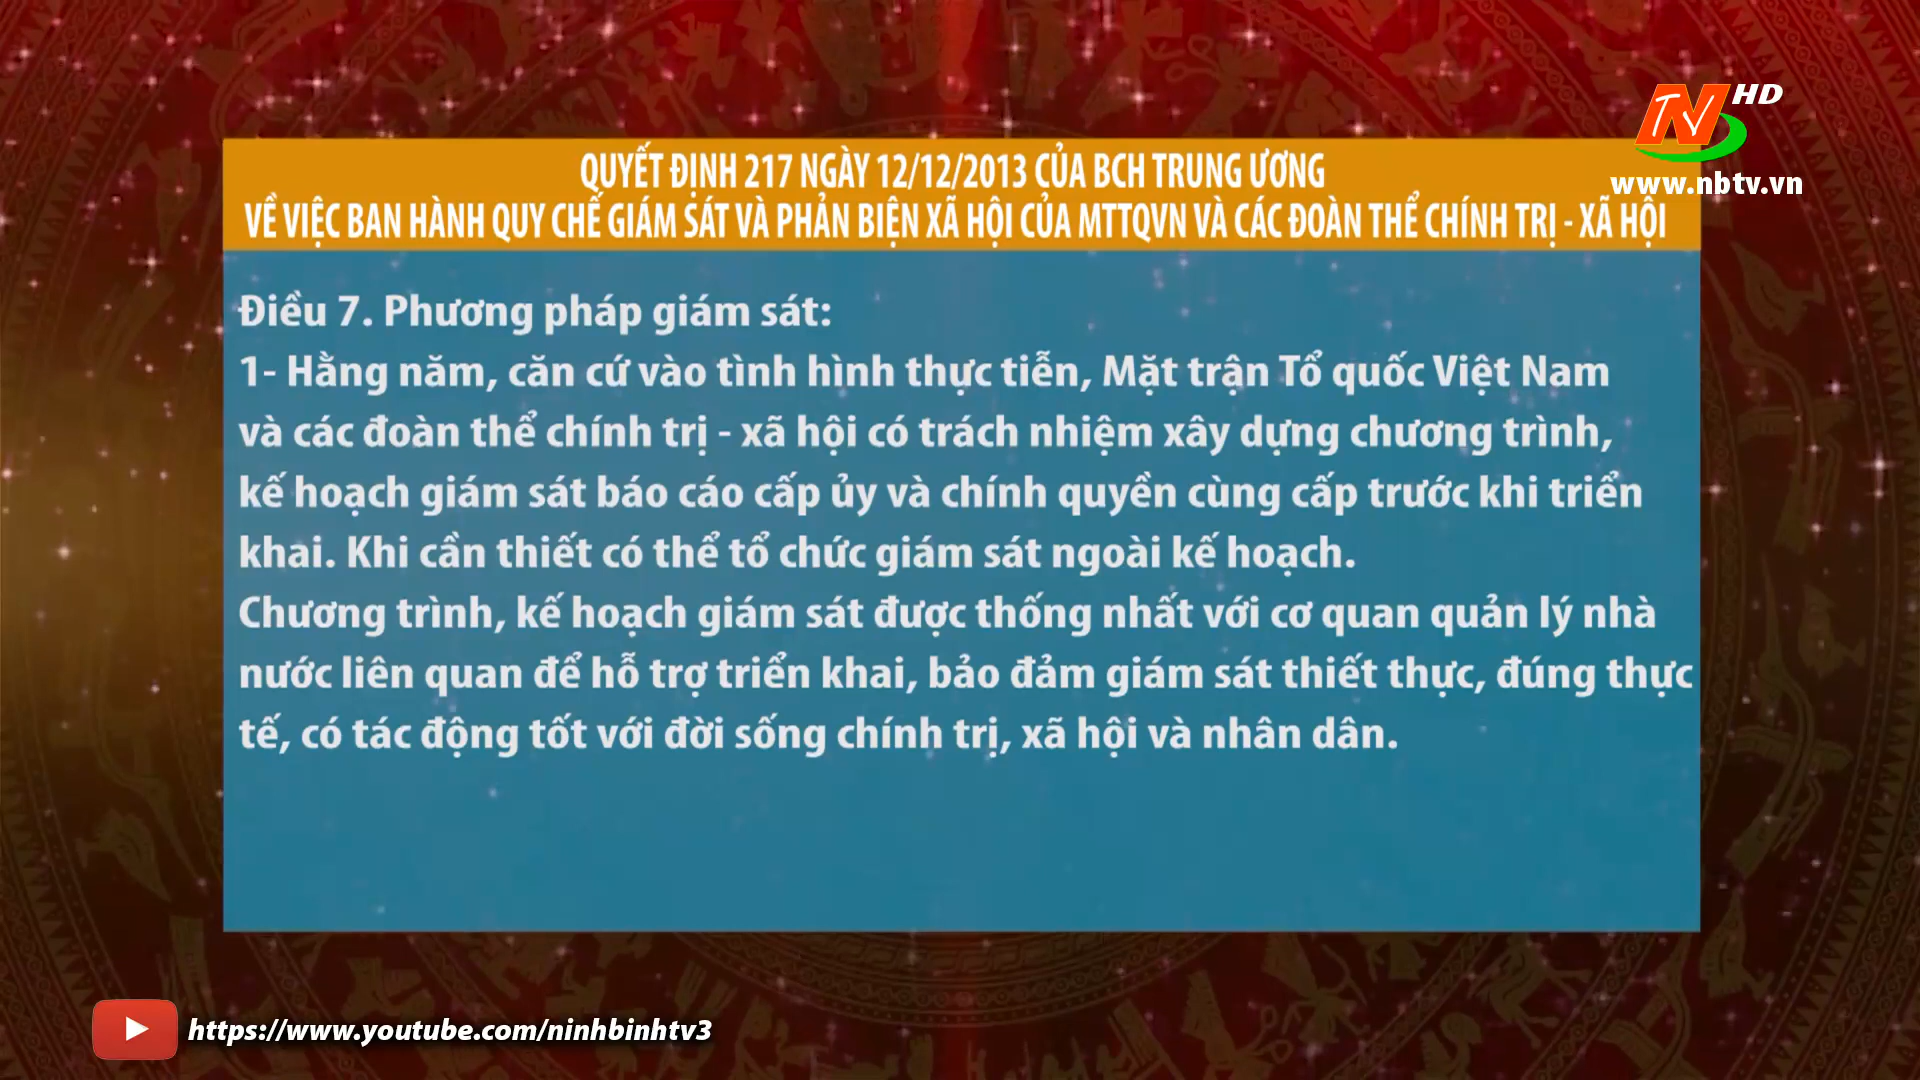 HD
NTV
www.nbtv.vn
QUYẾT ĐỊNH 217 NGÀY 12/12/2013 CỦA BCH TRUNG ƯƠNG
VỀ VIỆC BAN HÀNH QUY CHẾ GIÁM SÁT VÀ PHẢN BIỆN XÃ HỘI CỦA MTTQVN VÀ CÁC ĐOÀN THỂ CHÍNH TRỊ - XÃ HỘI
Điều 7. Phương pháp giám sát:
1- Hằng năm, căn cứ vào tình hình thực tiễn, Mặt trận Tổ quốc Việt Nam
và các đoàn thể chính trị - xã hội có trách nhiệm xây dựng chương trình,
kế hoạch giám sát báo cáo cấp ủy và chính quyền cùng cấp trước khi triển
khai. Khi cần thiết có thể tổ chức giám sát ngoài kế hoạch.
Chương trình, kế hoạch giám sát được thống nhất với cơ quan quản lý nhà
nước liên quan để hỗ trợ triển khai, bảo đảm giám sát thiết thực, đúng thực
tế, có tác động tốt với đời sống chính trị, xã hội và nhân dân.
https://www.youtube.com/ninhbinhtv3